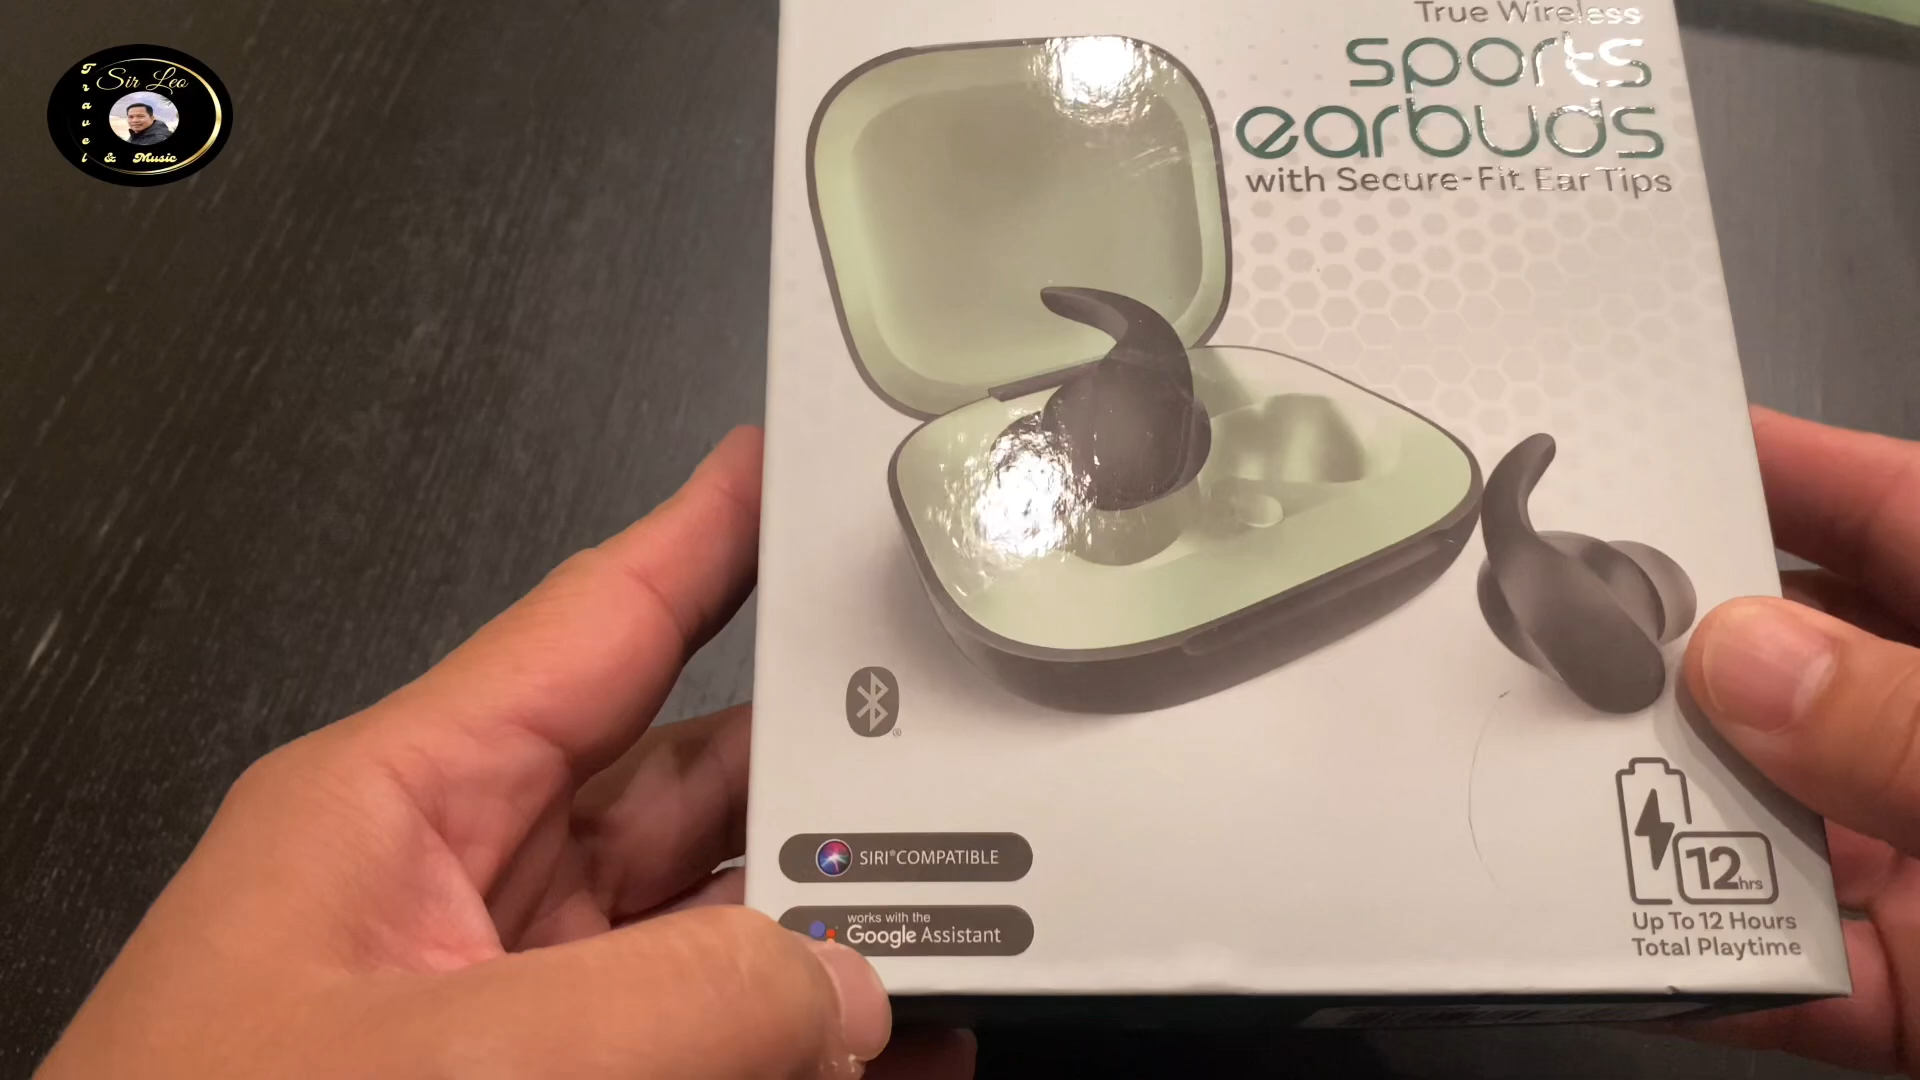 Sir Leo
Travel
& Music
True Wireless
sports
earbuds
with Secure-Fit Ear Tips
SIRI® COMPATIBLE
works with the
Google Assistant
12hrs
Up To 12 Hours
Total Playtime